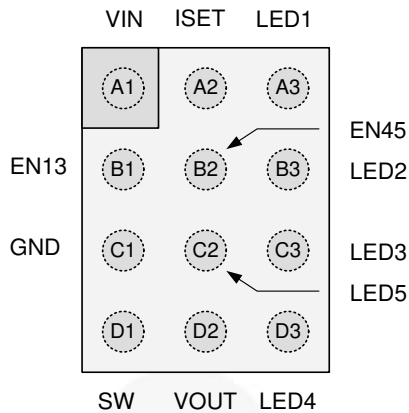 VIN ISET LED1
A1 A2 A3
EN45
EN13 B1 B2 B3 LED2
GND C1 C2 C3 LED3
LED5
D1 D2 D3
SW VOUT LED4